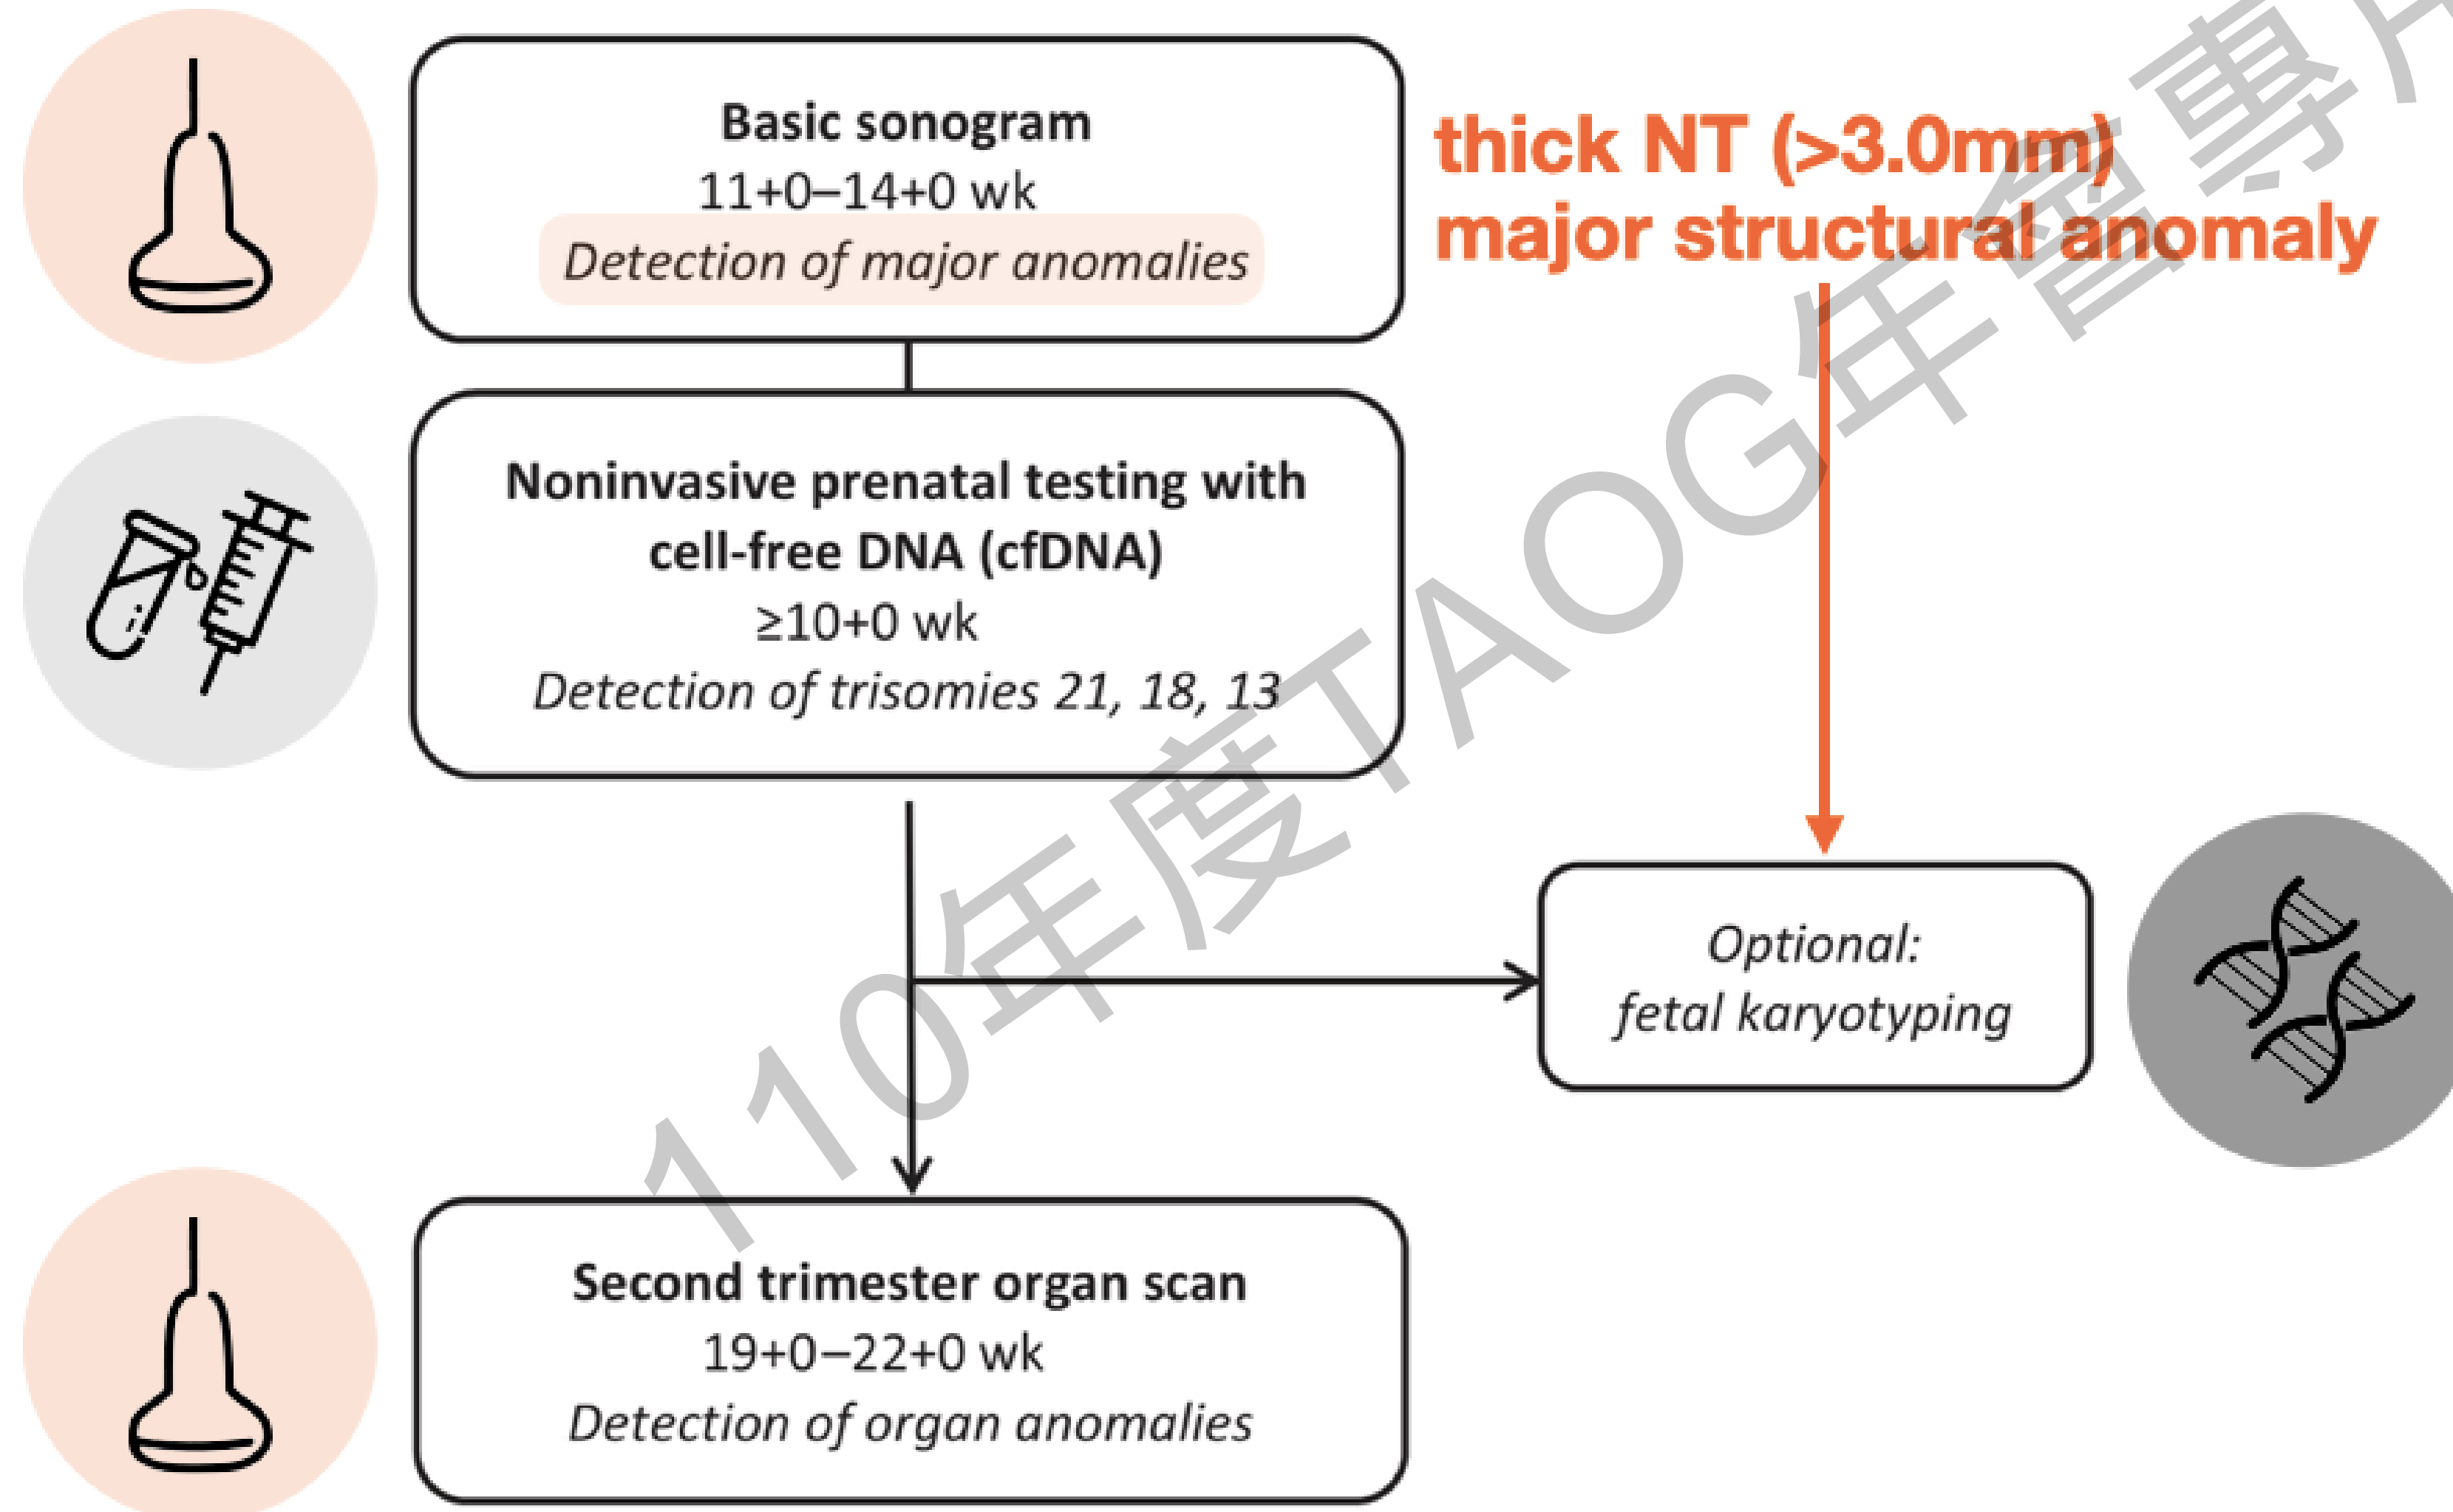 Basic sonogram
11+0–14+0 wk
Detection of major anomalies
thick NT (>3.0mm)
major structural anomaly
Noninvasive prenatal testing with
cell-free DNA (cfDNA)
≥10+0 wk
Detection of trisomies 21, 18, 13
Optional:
fetal karyotyping
Second trimester organ scan
19+0–22+0 wk
Detection of organ anomalies
110年度TAOG年會專